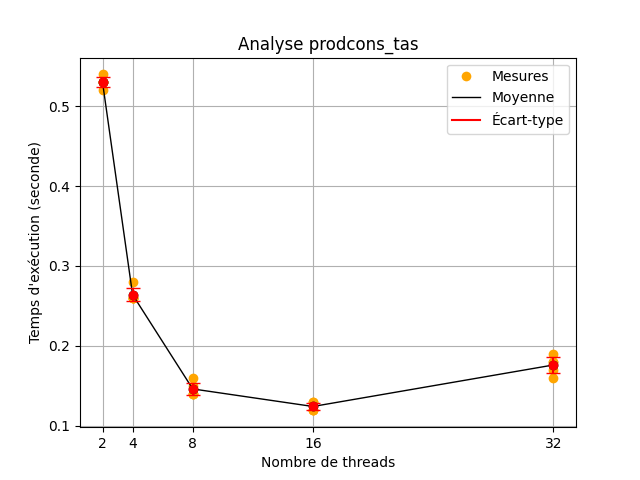 Analyse prodcons_tas
Mesures
Moyenne
Écart-type
Temps d'exécution (seconde)
0.5
0.4
0.3
0.2
0.1
2 4 8 16 32
Nombre de threads